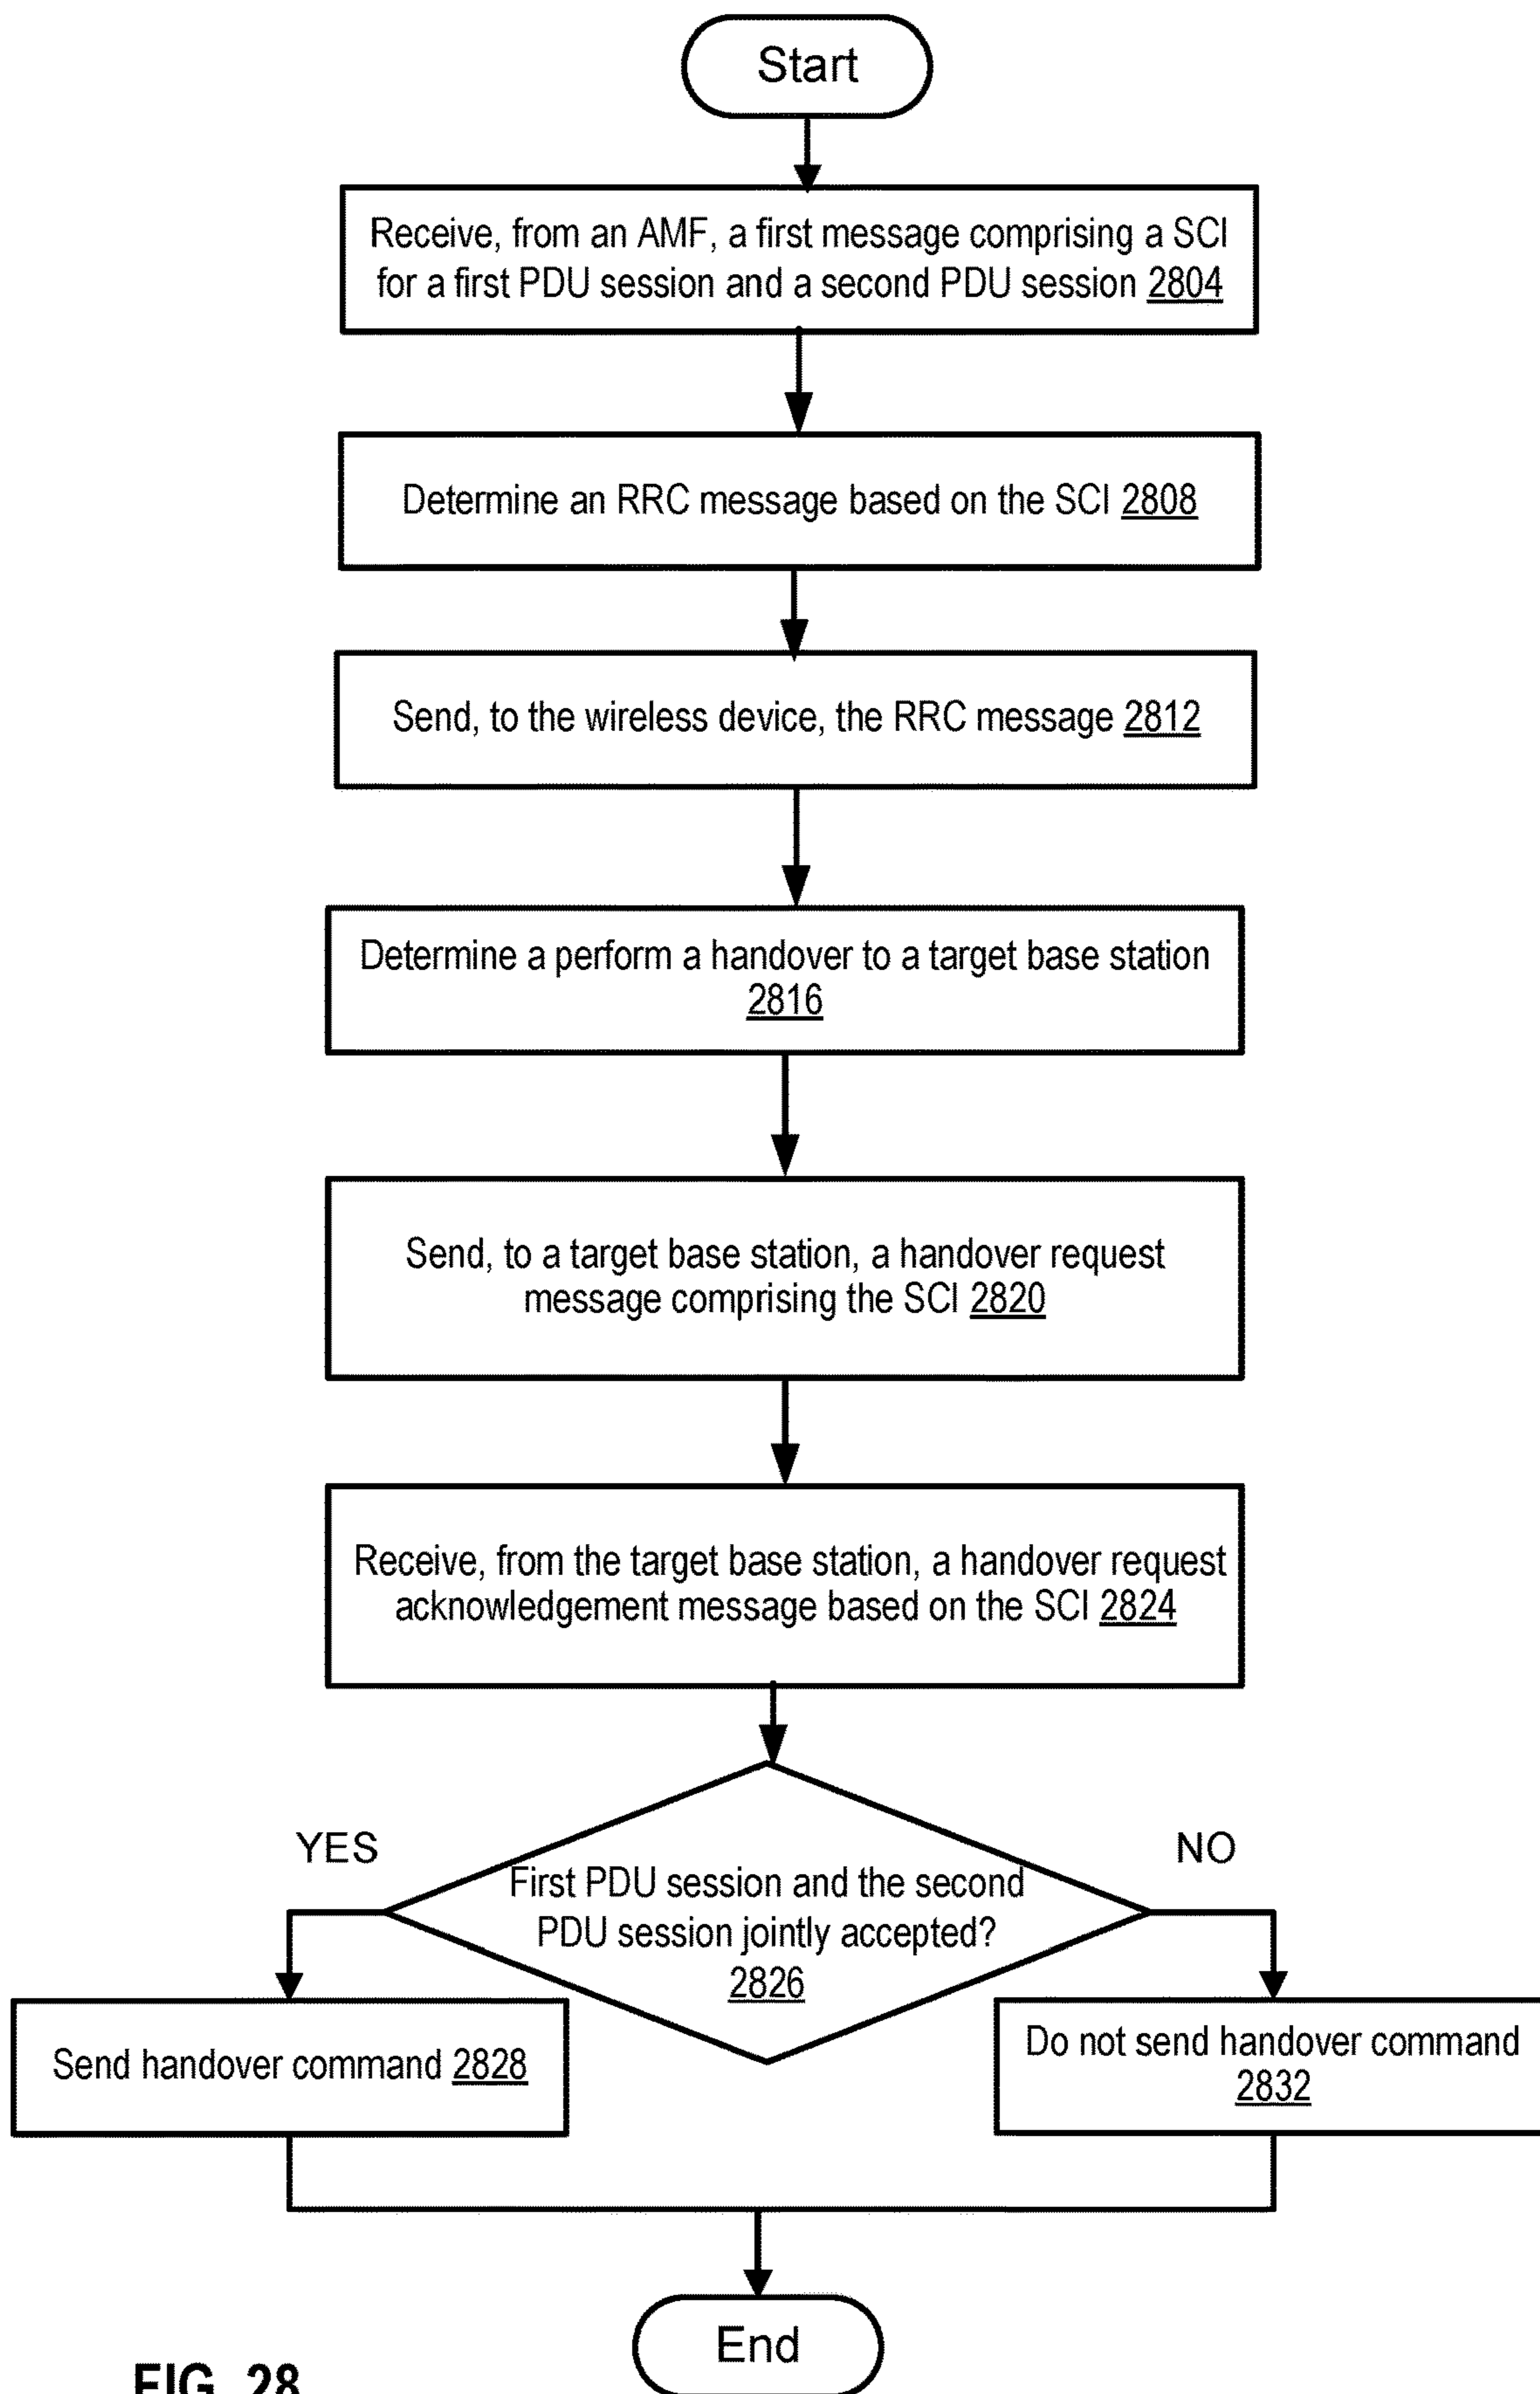 Start
Receive, from an AMF, a first message comprising a SCI
for a first PDU session and a second PDU session 2804
Determine an RRC message based on the SCI 2808
Send, to the wireless device, the RRC message 2812
Determine a perform a handover to a target base station
2816
Send, to a target base station, a handover request
message comprising the SCI 2820
Receive, from the target base station, a handover request
acknowledgement message based on the SCI 2824
YES
NO
First PDU session and the second
PDU session jointly accepted?
2826
Send handover command 2828
Do not send handover command
2832
End
FIG. 28